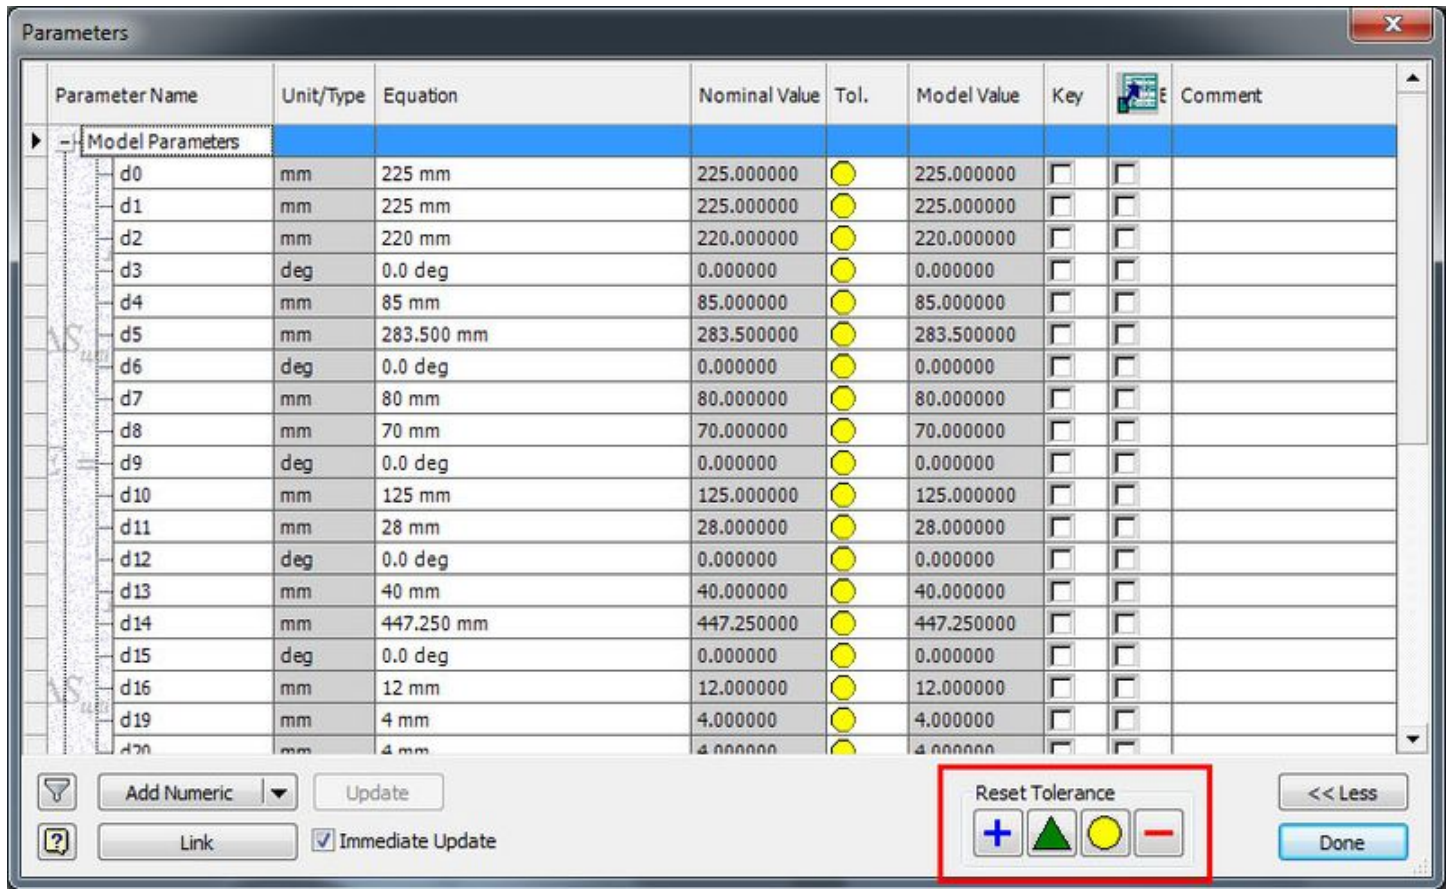 Parameters
Parameter Name Unit/Type Equation Nominal Value Tol. Model Value Key E Comment
Model Parameters
d0 mm 225 mm 225.000000 225.000000
d1 mm 225 mm 225.000000 225.000000
d2 mm 220 mm 220.000000 220.000000
d3 deg 0.0 deg 0.000000 0.000000
d4 mm 85 mm 85.000000 85.000000
d5 mm 283.500 mm 283.500000 283.500000
d6 deg 0.0 deg 0.000000 0.000000
d7 mm 80 mm 80.000000 80.000000
d8 mm 70 mm 70.000000 70.000000
d9 deg 0.0 deg 0.000000 0.000000
d10 mm 125 mm 125.000000 125.000000
d11 mm 28 mm 28.000000 28.000000
d12 deg 0.0 deg 0.000000 0.000000
d13 mm 40 mm 40.000000 40.000000
d14 mm 447.250 mm 447.250000 447.250000
d15 deg 0.0 deg 0.000000 0.000000
d16 mm 12 mm 12.000000 12.000000
d19 mm 4 mm 4.000000 4.000000
d20 mm 4 mm 4.000000 4.000000
Add Numeric Update Reset Tolerance << Less
Link Immediate Update Done